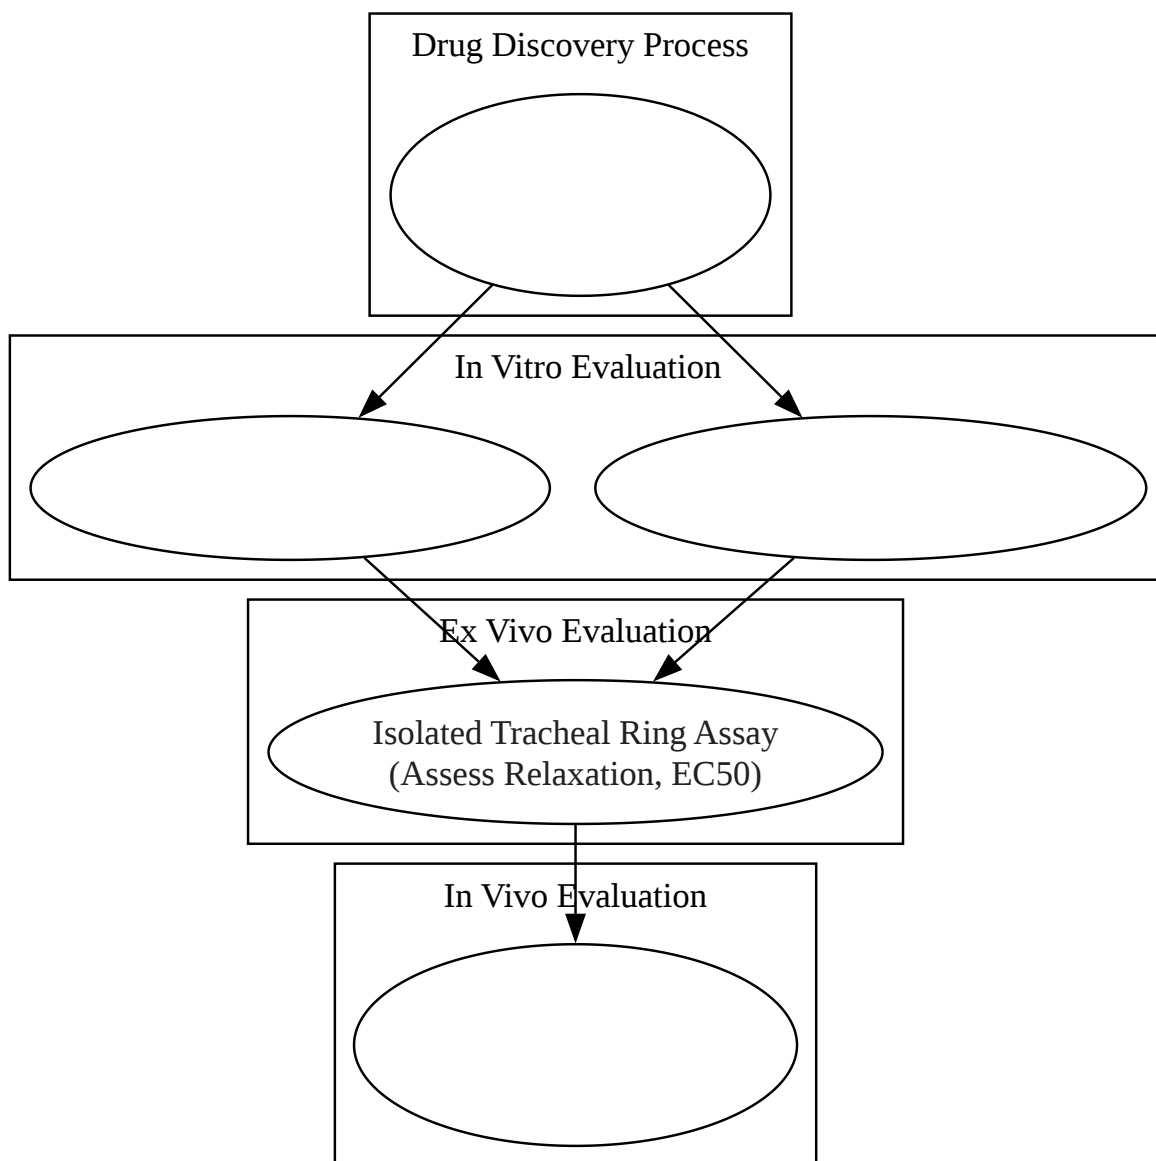 Drug Discovery Process
In Vitro Evaluation
Ex Vivo Evaluation
Isolated Tracheal Ring Assay
(Assess Relaxation, EC50)
In Vivo Evaluation